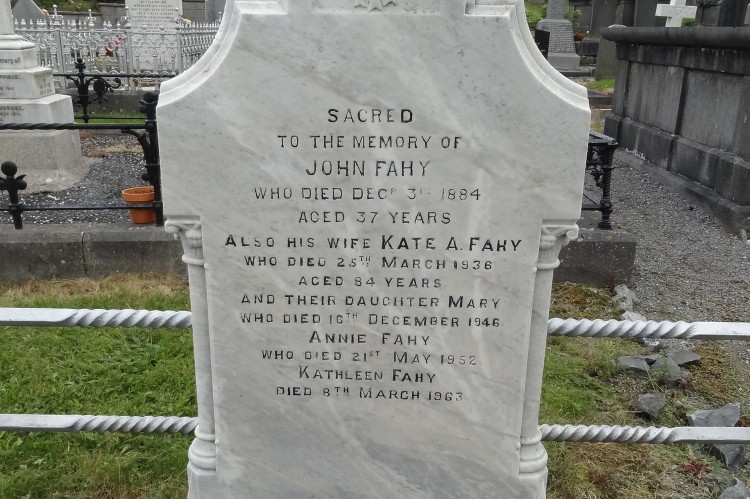 SACRED
TO THE MEMORY OF
JOHN FAHY
WHO DIED DECR 3RD 1884
AGED 37 YEARS
ALSO HIS WIFE KATE A. FAHY
WHO DIED 25TH MARCH 1936
AGED 84 YEARS
AND THEIR DAUGHTER MARY
WHO DIED 16TH DECEMBER 1946
ANNIE FAHY
WHO DIED 21ST MAY 1952
KATHLEEN FAHY
DIED 8TH MARCH 1963